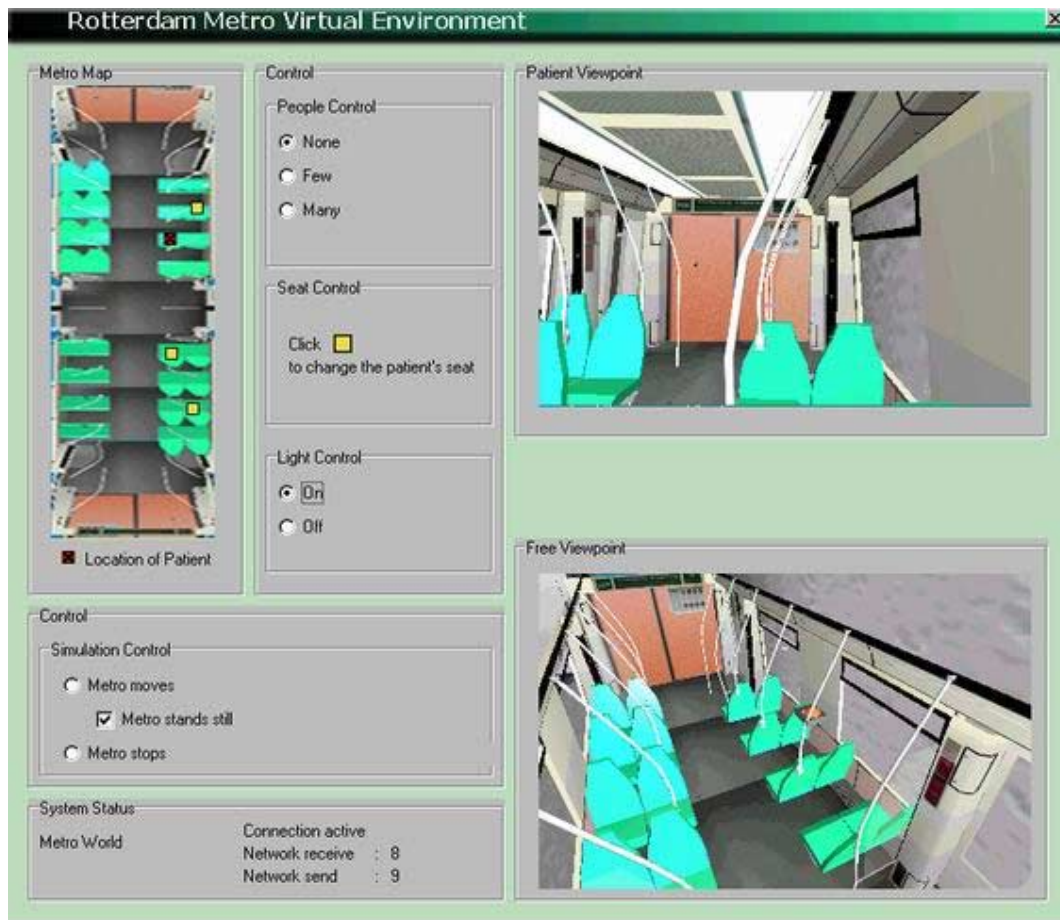 Rotterdam Metro Virtual Environment
Metro Map
Location of Patient
Control
People Control
None
Few
Many
Seat Control
Click
to change the patient's seat
Light Control
On
Off
Patient Viewpoint
Free Viewpoint
Control
Simulation Control
Metro moves
Metro stands still
Metro stops
System Status
Metro World
Connection active
Network receive : 8
Network send : 9